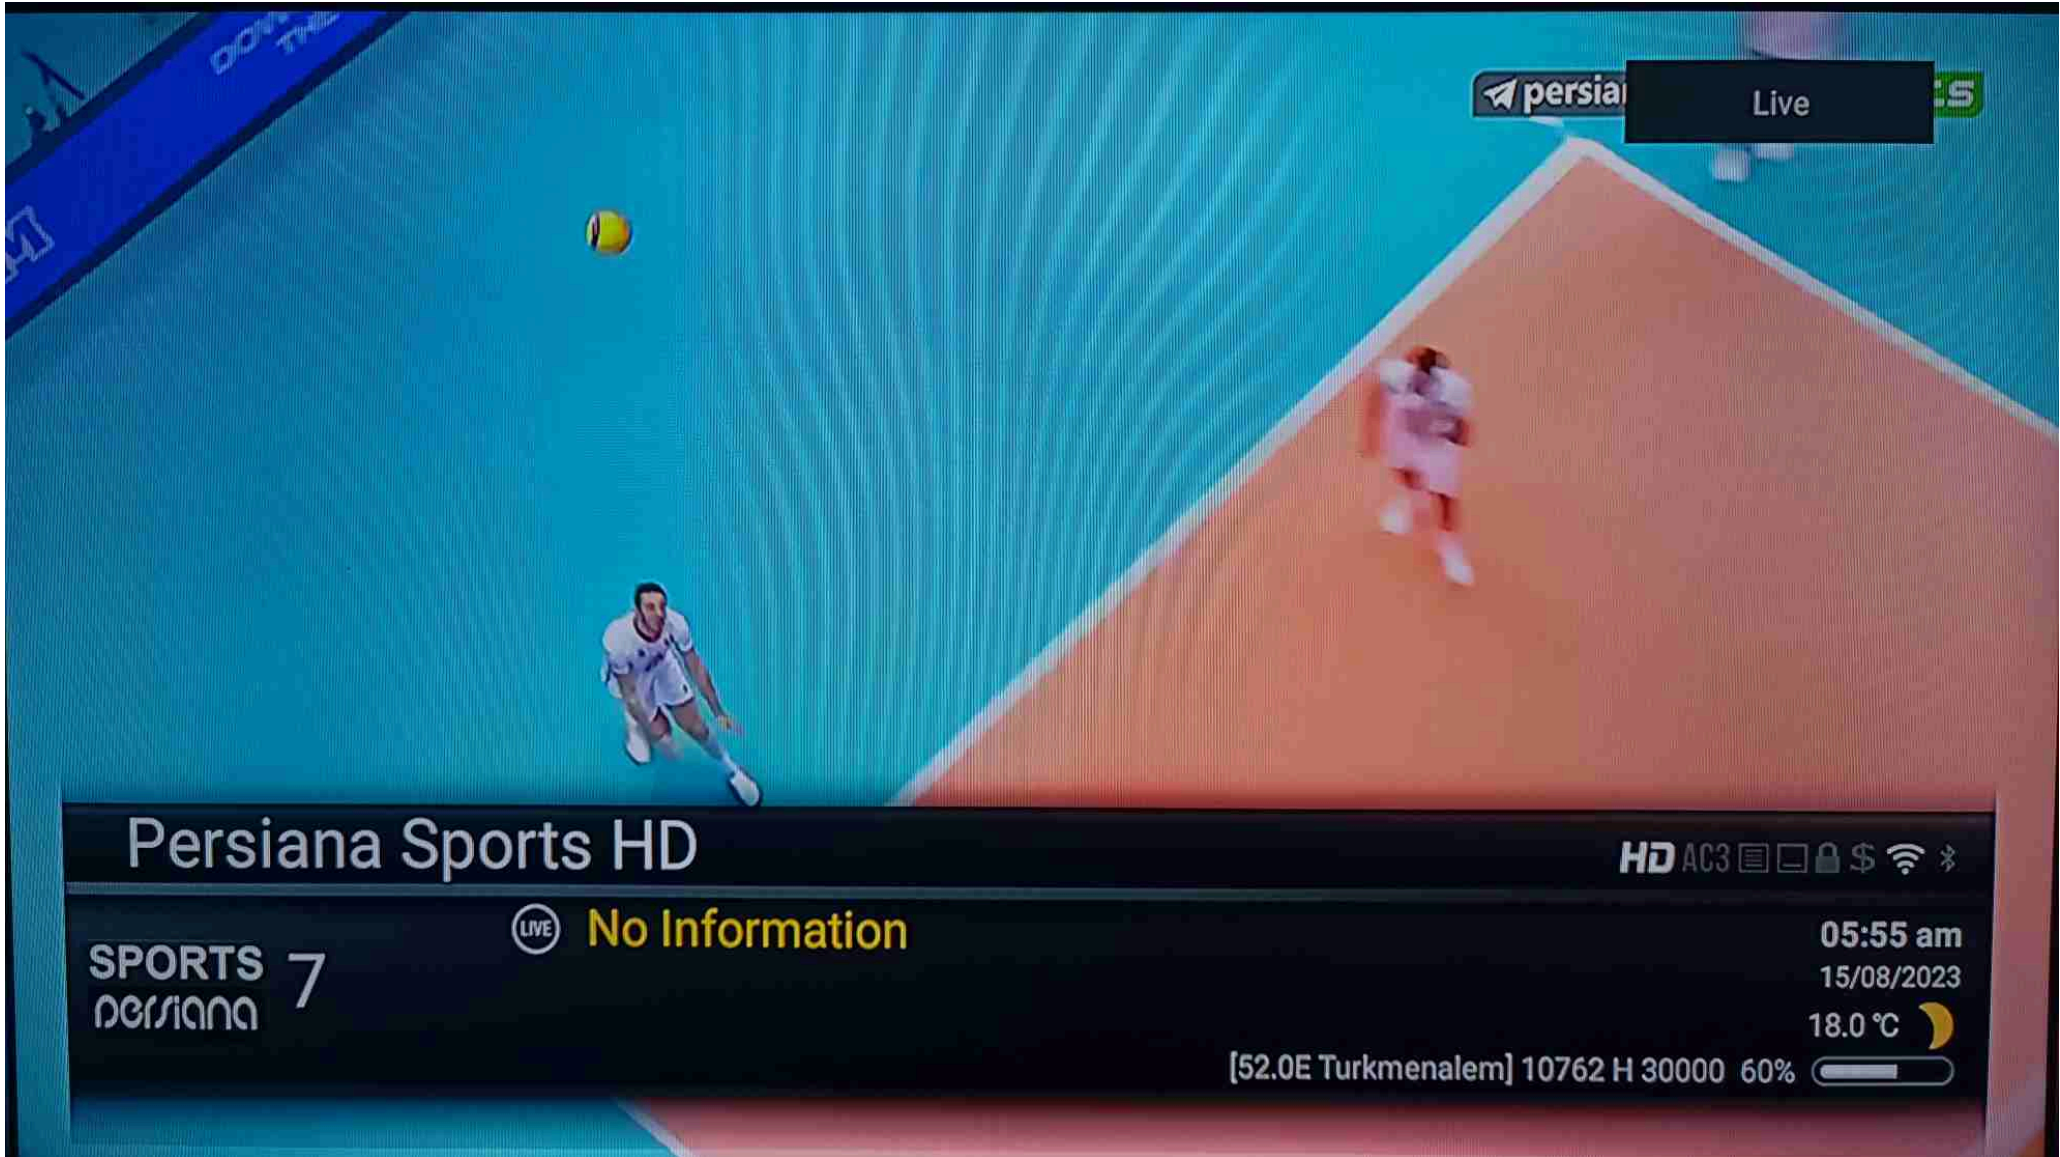 persia
Live
Persiana Sports HD
HD AC3 $
LIVE No Information
SPORTS
persiana
7
05:55 am
15/08/2023
18.0 °C
[52.0E Turkmenalem] 10762 H 30000 60%